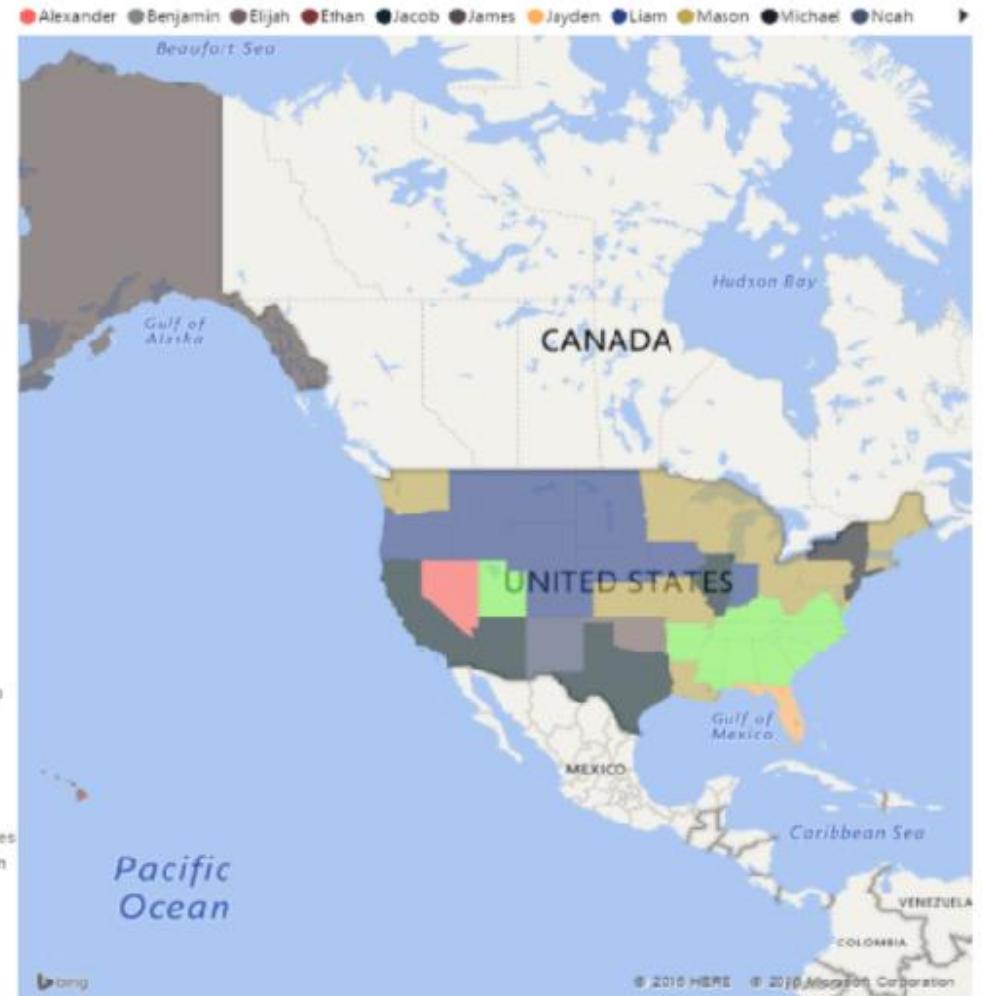 Alexander Benjamin Elijah Ethan Jacob James Jayden Liam Mason Michael Noah
Beaufort Sea
Hudson Bay
Gulf of
Alaska
CANADA
UNITED STATES
Gulf of
Mexico
MEXICO
Caribbean Sea
Pacific
Ocean
VENEZUELA
COLOMBIA
bing
© 2016 HERE © 2016 Microsoft Corporation